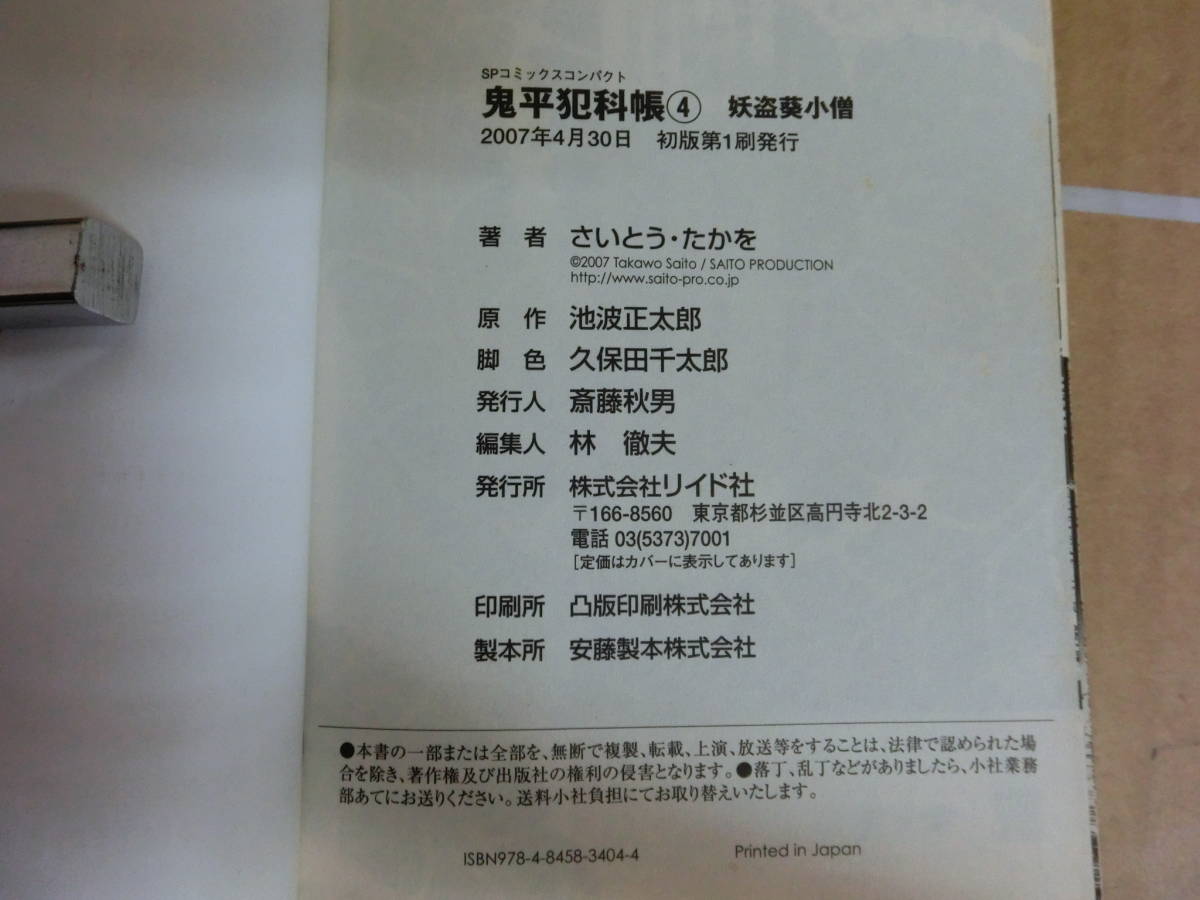 SPコミックスコンパクト
鬼平犯科帳④ 妖盗葵小僧
2007年4月30日 初版第1刷発行
著者 さいとう・たかを
©2007 Takawo Saito / SAITO PRODUCTION
http://www.saito-pro.co.jp
原作 池波正太郎
脚色 久保田千太郎
発行人 斎藤秋男
編集人 林 徹夫
発行所 株式会社リイド社
〒166-8560 東京都杉並区高円寺北2-3-2
電話 03(5373)7001
[定価はカバーに表示してあります]
印刷所 凸版印刷株式会社
製本所 安藤製本株式会社
●本書の一部または全部を、無断で複製、転載、上演、放送等をすることは、法律で認められた場
合を除き、著作権及び出版社の権利の侵害となります。●落丁、乱丁などがありましたら、小社業務
部あてにお送りください。送料小社負担にてお取り替えいたします。
ISBN978-4-8458-3404-4 Printed in Japan